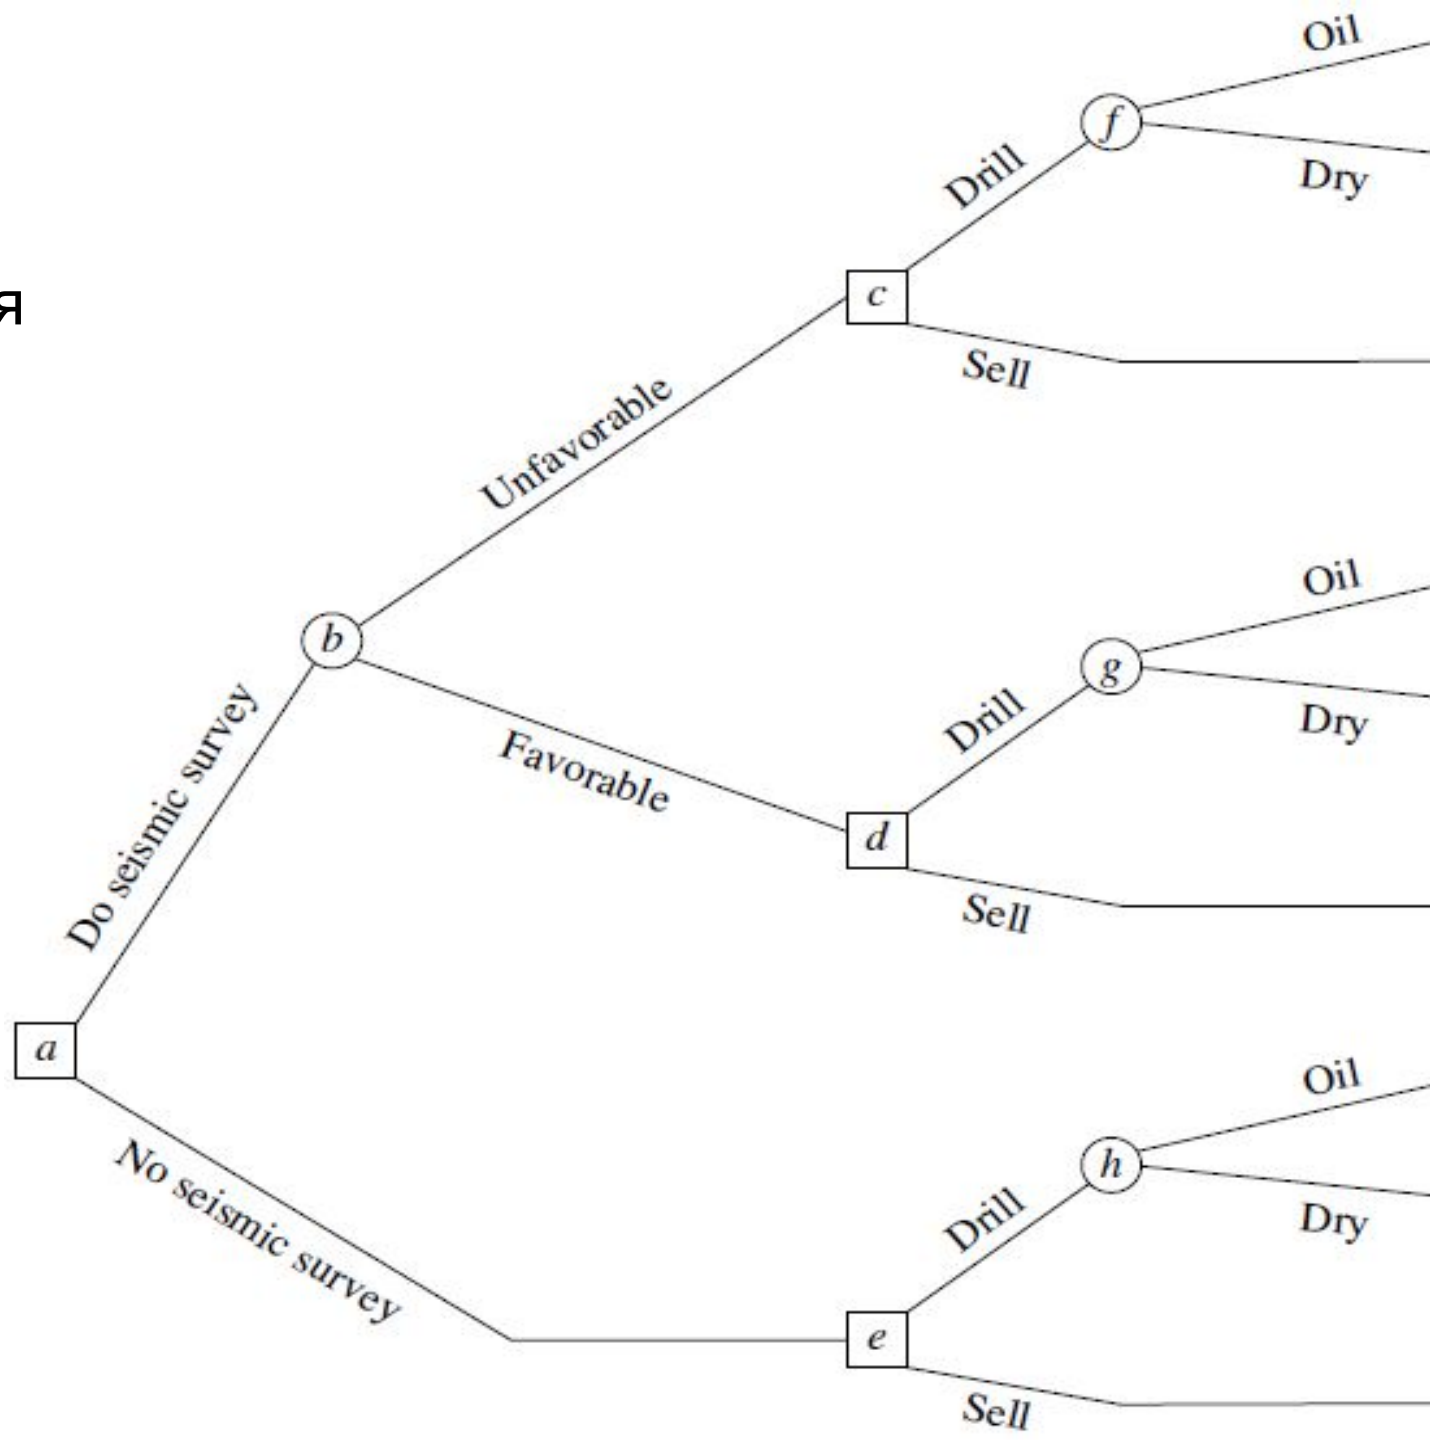 Oil
f
Drill
Dry
c
я
Sell
Unfavorable
Oil
b
g
Drill
Dry
Favorable
d
Do seismic survey
Sell
a
Oil
No seismic survey
h
Drill
Dry
e
Sell